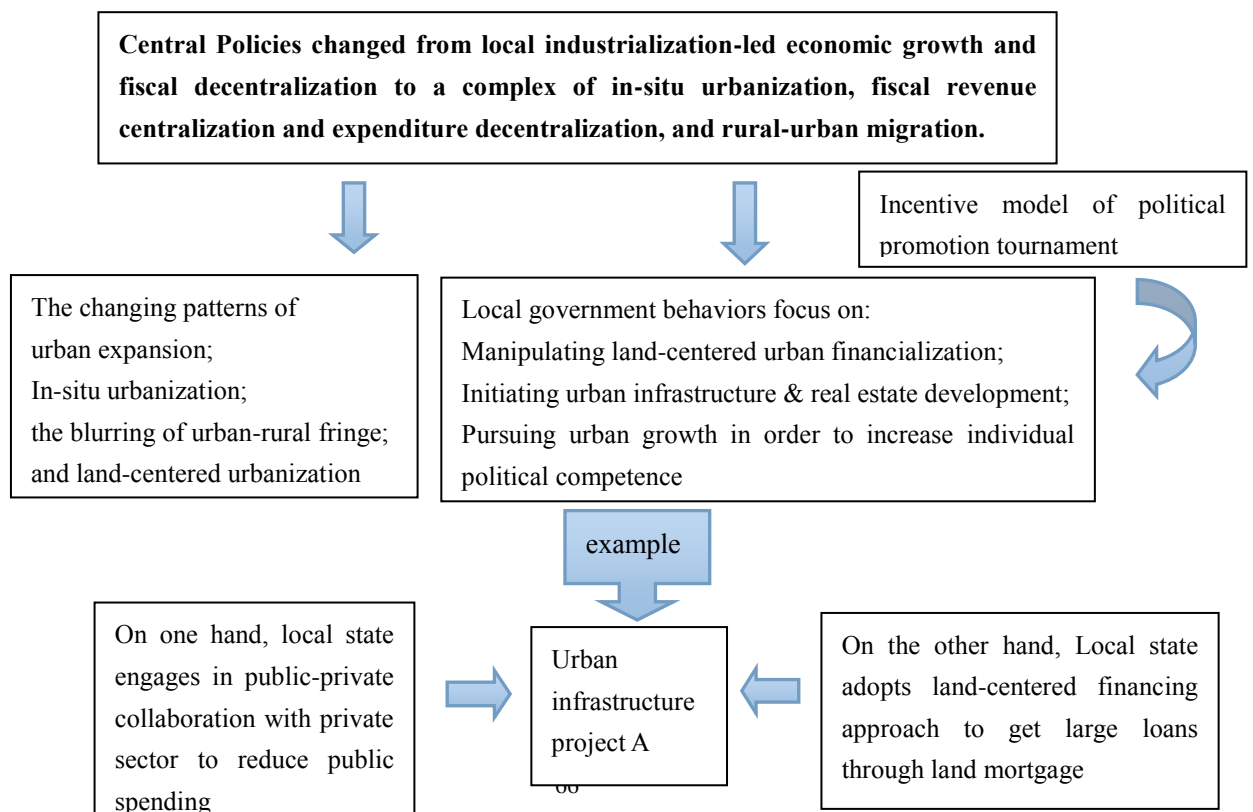 Central Policies changed from local industrialization-led economic growth and
fiscal decentralization to a complex of in-situ urbanization, fiscal revenue
centralization and expenditure decentralization, and rural-urban migration.
Incentive model of political
promotion tournament
The changing patterns of
urban expansion;
In-situ urbanization;
the blurring of urban-rural fringe;
and land-centered urbanization
Local government behaviors focus on:
Manipulating land-centered urban financialization;
Initiating urban infrastructure & real estate development;
Pursuing urban growth in order to increase individual
political competence
example
On one hand, local state
engages in public-private
collaboration with private
sector to reduce public
spending
Urban
infrastructure
project A
On the other hand, Local state
adopts land-centered financing
approach to get large loans
through land mortgage